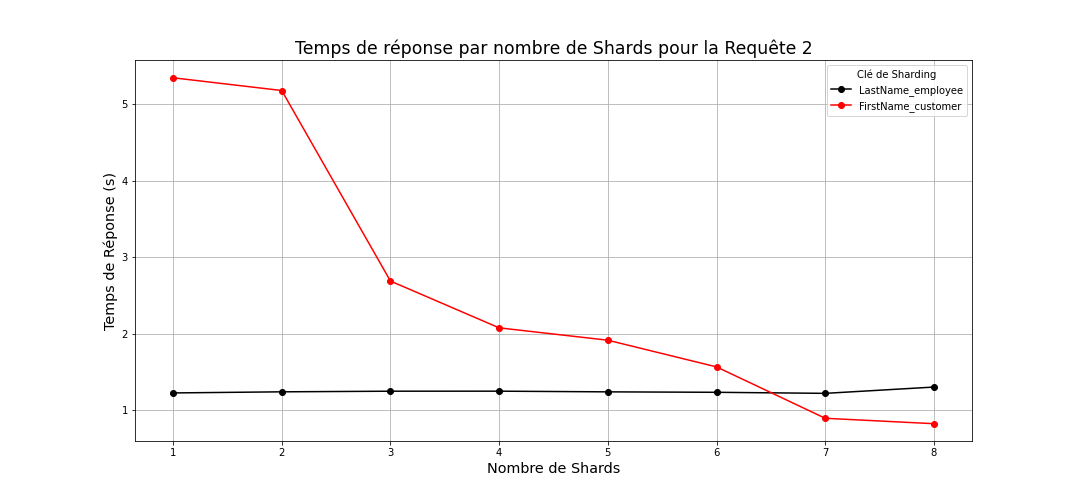 Temps de réponse par nombre de Shards pour la Requête 2
Clé de Sharding
LastName_employee
FirstName_customer
Temps de Réponse (s)
5
4
3
2
1
1 2 3 4 5 6 7 8
Nombre de Shards